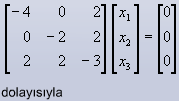 [-4 0 2] [x₁] [0]
[0 -2 2] [x₂] = [0]
[2 2 -3] [x₃] [0]
dolayısıyla